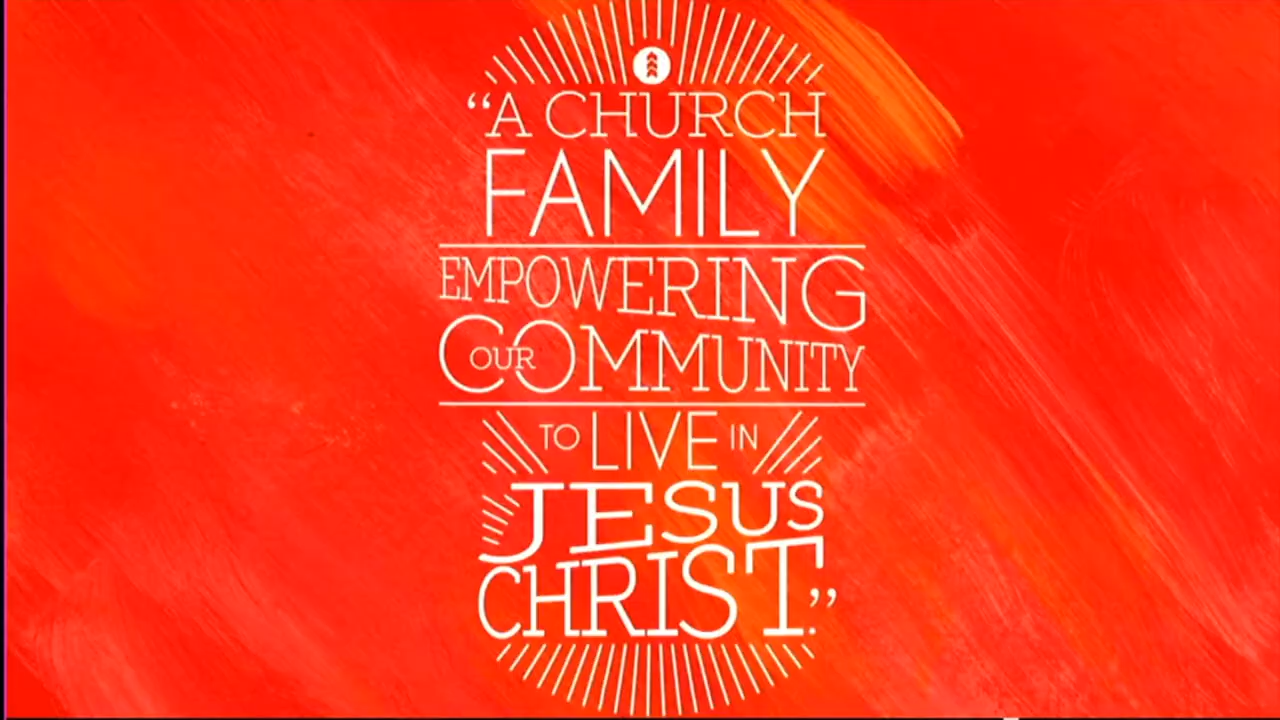 “A CHURCH
FAMILY
EMPOWERING
OUR COMMUNITY
TO LIVE IN
JESUS
CHRIST.”